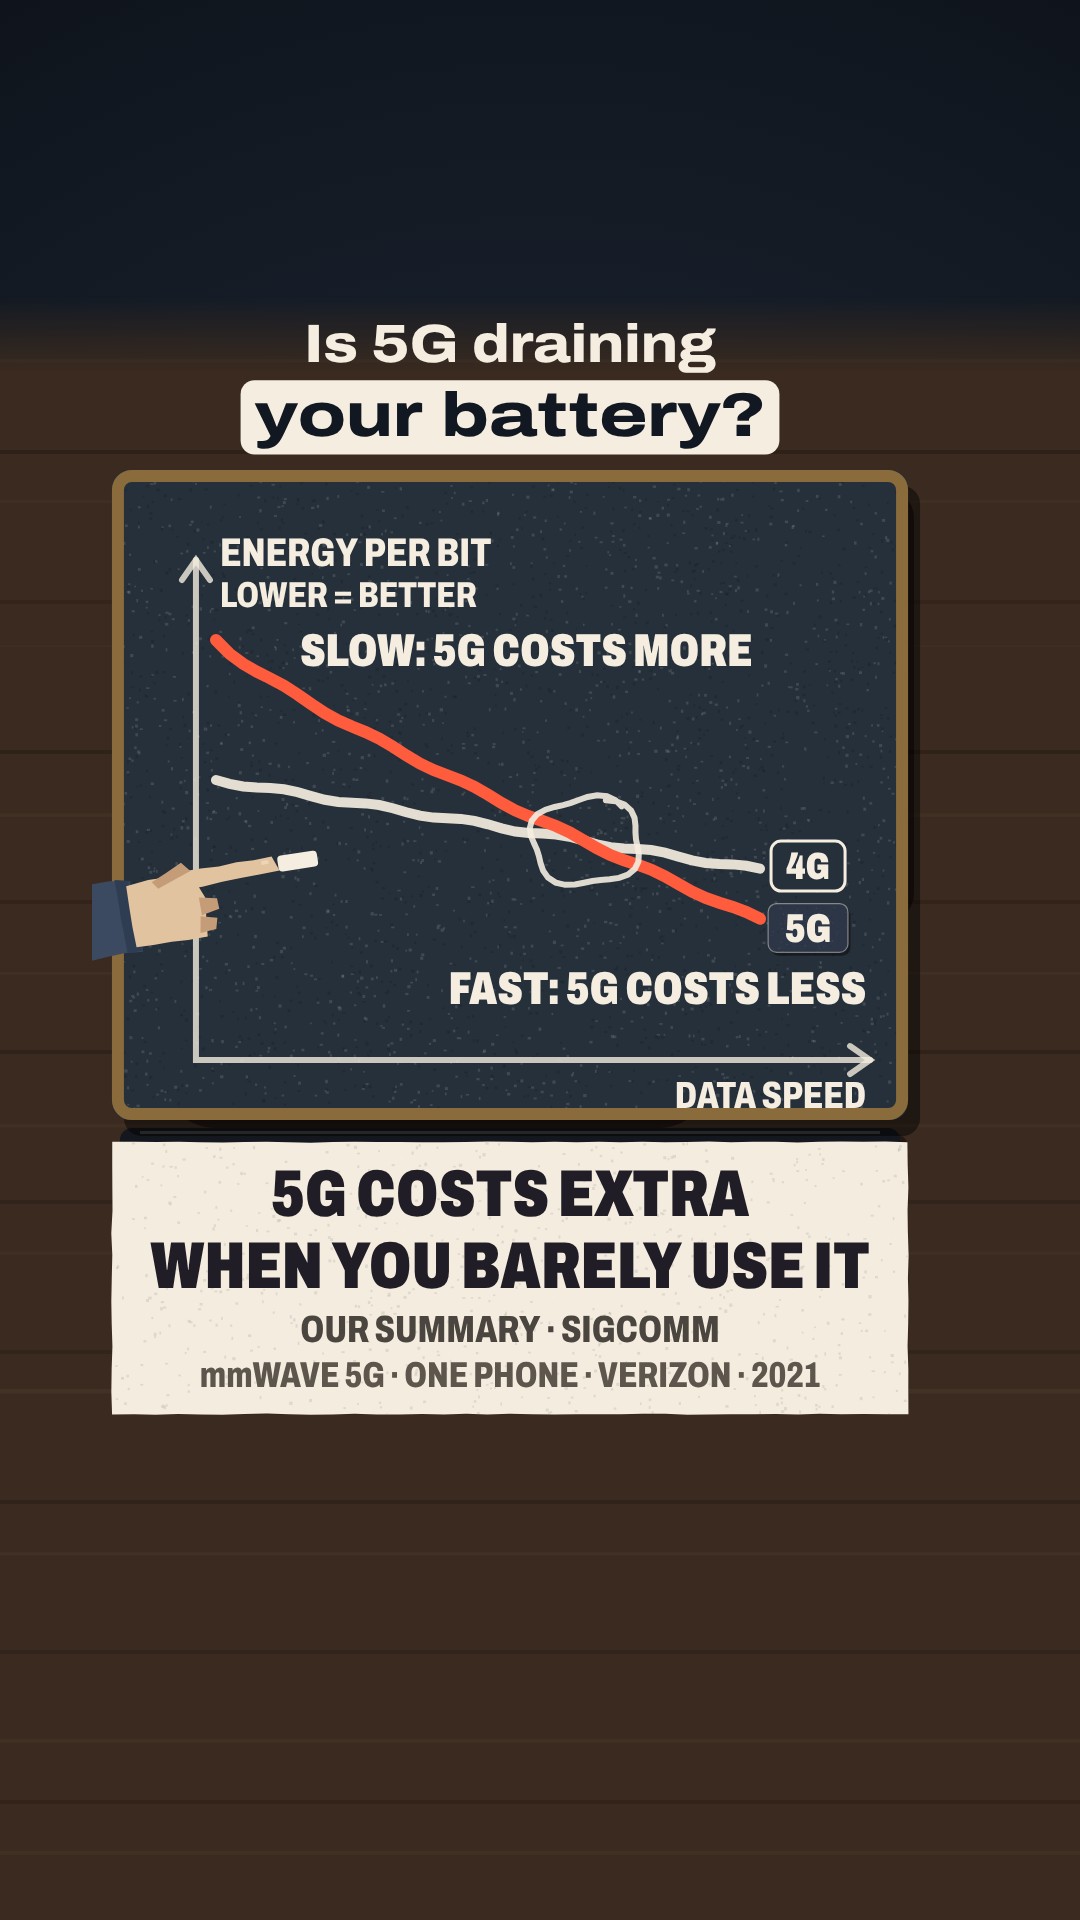 Is 5G draining
your battery?
ENERGY PER BIT
LOWER = BETTER
SLOW: 5G COSTS MORE
4G
5G
FAST: 5G COSTS LESS
DATA SPEED
5G COSTS EXTRA
WHEN YOU BARELY USE IT
OUR SUMMARY · SIGCOMM
mmWAVE 5G · ONE PHONE · VERIZON · 2021